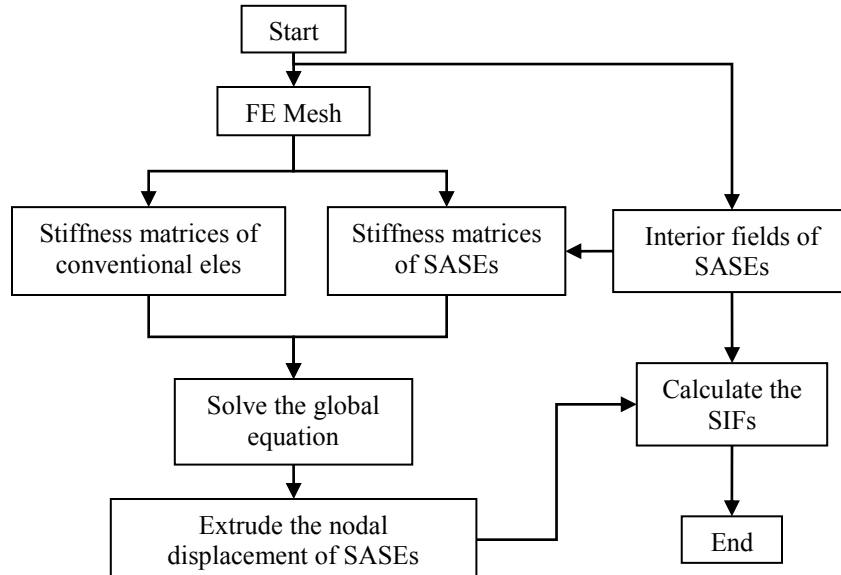 Start
FE Mesh
Stiffness matrices of
conventional eles
Stiffness matrices
of SASEs
Interior fields of
SASEs
Solve the global
equation
Calculate the
SIFs
Extrude the nodal
displacement of SASEs
End